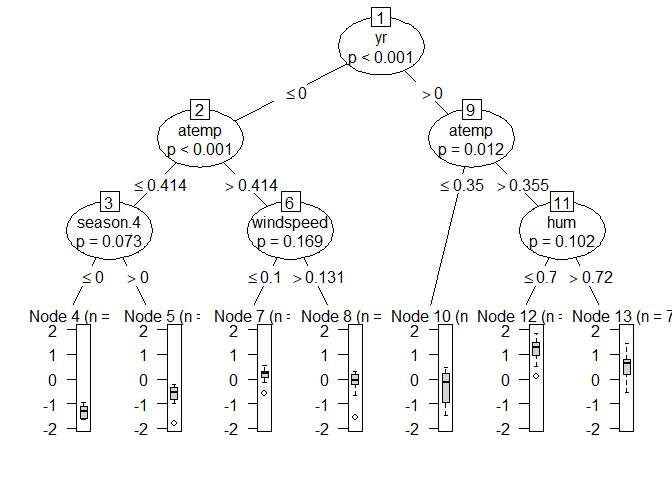 1
yr
p < 0.001
≤ 0
> 0
2
atemp
p < 0.001
9
atemp
p = 0.012
≤ 0.414
> 0.414
≤ 0.35
> 0.355
3
season.4
p = 0.073
6
windspeed
p = 0.169
11
hum
p = 0.102
≤ 0
> 0
≤ 0.1
> 0.131
≤ 0.7
> 0.72
Node 4 (n =
Node 5 (n =
Node 7 (n =
Node 8 (n =
Node 10 (n
Node 12 (n =
Node 13 (n = 7
2 2 2 2 2 2 2
1 1 1 1 1 1 1
0 0 0 0 0 0 0
-1 -1 -1 -1 -1 -1 -1
-2 -2 -2 -2 -2 -2 -2